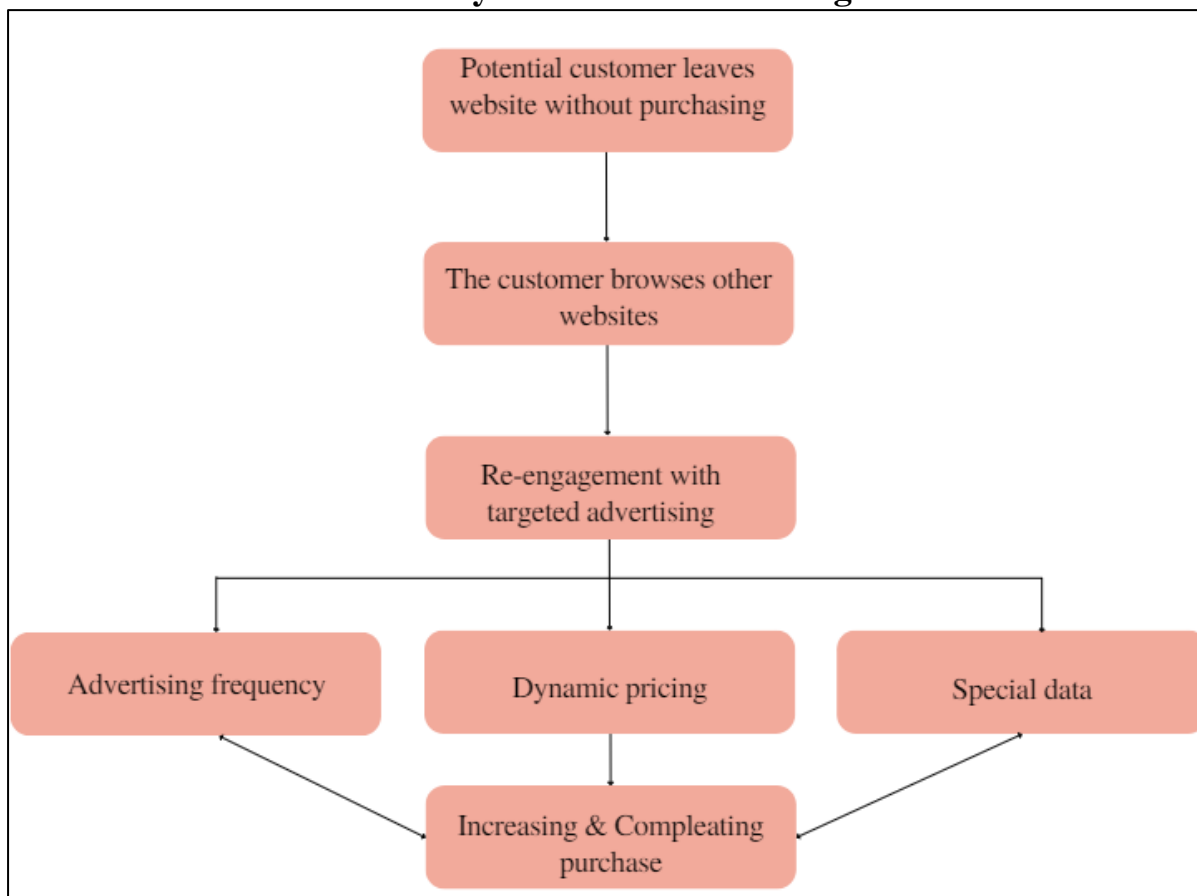 Potential customer leaves
website without purchasing
The customer browses other
websites
Re-engagement with
targeted advertising
Advertising frequency
Dynamic pricing
Special data
Increasing & Compleating
purchase